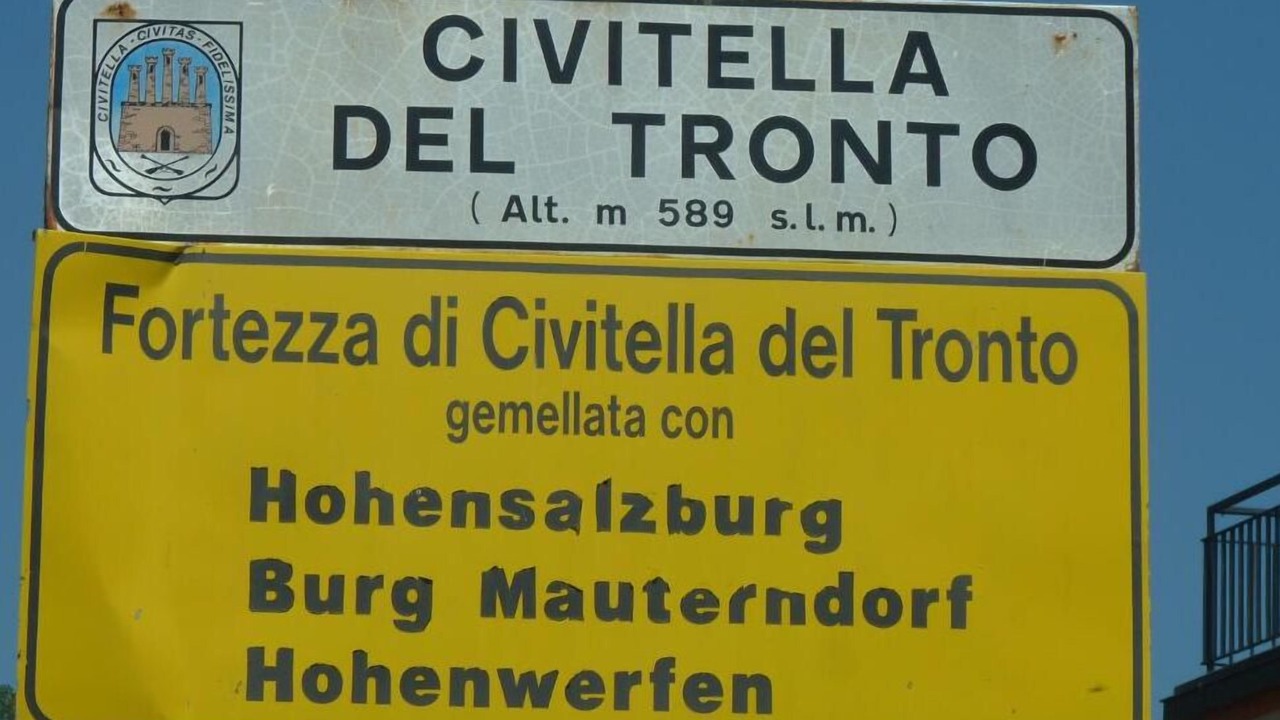 CIVITELLA · CIVITAS · FIDELISSIMA
CIVITELLA
DEL TRONTO
( Alt. m 589 s.l.m. )
Fortezza di Civitella del Tronto
gemellata con
Hohensalzburg
Burg Mauterndorf
Hohenwerfen